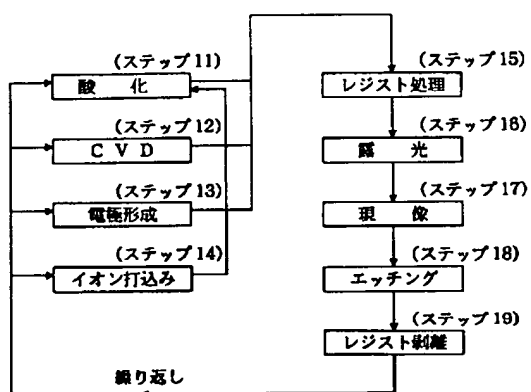 (ステップ11)
酸　化
(ステップ12)
ＣＶＤ
(ステップ13)
電極形成
(ステップ14)
イオン打込み
(ステップ15)
レジスト処理
(ステップ16)
露　光
(ステップ17)
現　像
(ステップ18)
エッチング
(ステップ19)
レジスト剥離
繰り返し